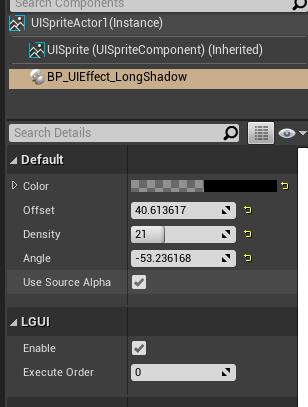 Search Components
UISpriteActor1(Instance)
UISprite (UISpriteComponent) (Inherited)
BP_UIEffect_LongShadow
Search Details
Default
Color
Offset 40.613617
Density 21
Angle -53.236168
Use Source Alpha
LGUI
Enable
Execute Order 0